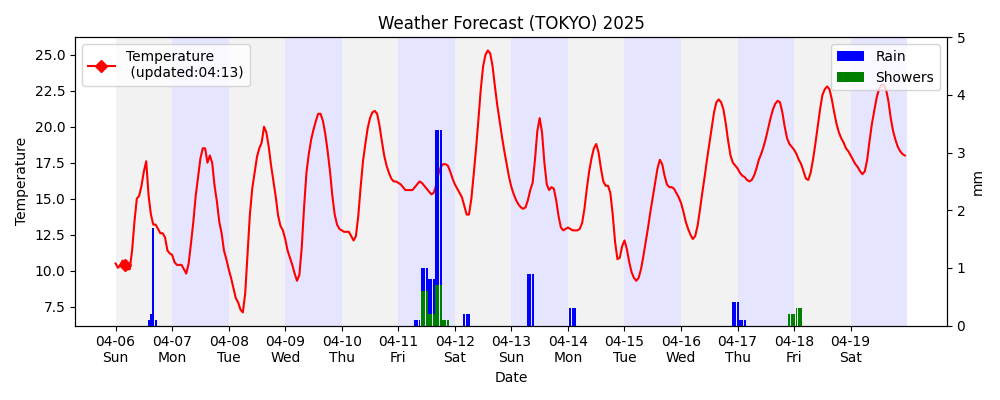 Weather Forecast (TOKYO) 2025
Temperature
(updated:04:13)
Rain
Showers
25.0
22.5
20.0
17.5
15.0
12.5
10.0
7.5
Temperature
5
4
3
2
1
0
mm
04-06 04-07 04-08 04-09 04-10 04-11 04-12 04-13 04-14 04-15 04-16 04-17 04-18 04-19
Sun Mon Tue Wed Thu Fri Sat Sun Mon Tue Wed Thu Fri Sat
Date